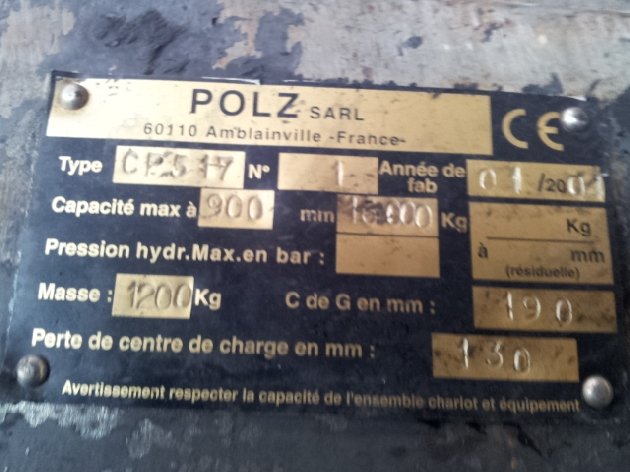 POLZ SARL
60110 Amblainville -France-
CE
Type CP517 N° 1 Année de fab 01/2001
Capacité max à 900 mm Kg
Kg
Pression hydr.Max.en bar :
à mm
(résiduelle)
Masse : 1200 Kg C de G en mm : 190
Perte de centre de charge en mm : 130
Avertissement respecter la capacité de l'ensemble chariot et équipement